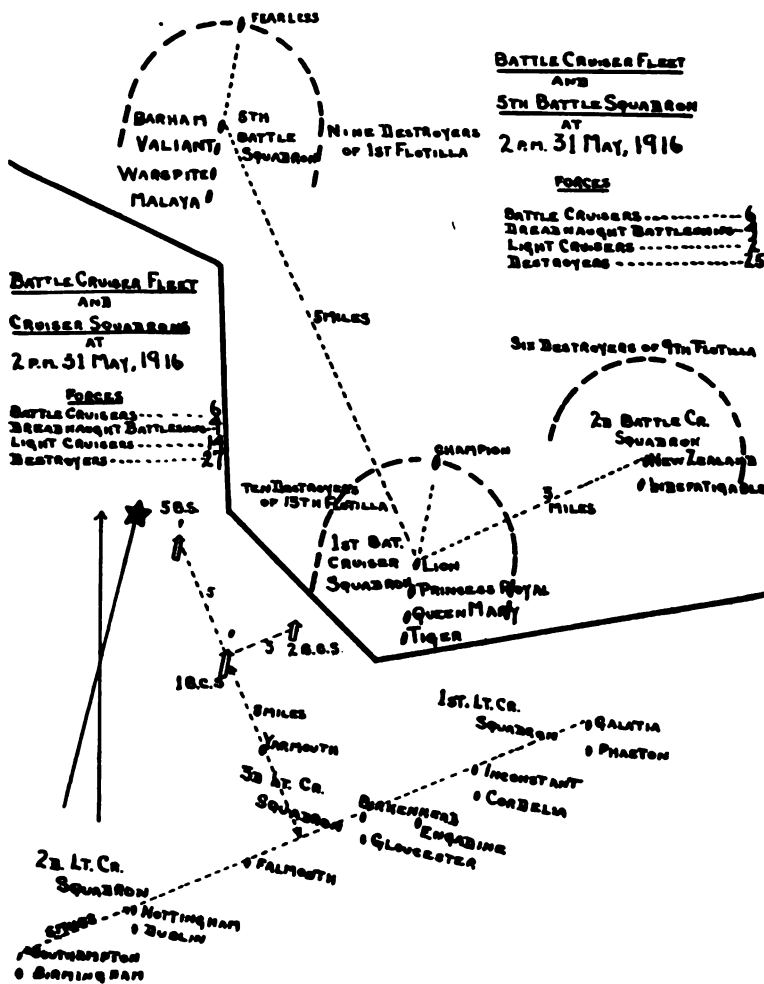 FEARLESS
BARHAM
VALIANT
WARSPITE
MALAYA
5TH
BATTLE
SQUADRON
NINE DESTROYERS
OF 1ST FLOTILLA
BATTLE CRUISER FLEET
AND
5TH BATTLE SQUADRON
AT
2 P.M. 31 MAY, 1916
FORCES
BATTLE CRUISERS 6
DREADNAUGHT BATTLESHIPS 4
LIGHT CRUISERS 2
DESTROYERS 25
5 MILES
BATTLE CRUISER FLEET
AND
CRUISER SQUADRONS
AT
2 P.M. 31 MAY, 1916
FORCES
BATTLE CRUISERS 6
DREADNAUGHT BATTLESHIPS 4
LIGHT CRUISERS
DESTROYERS 27
SIX DESTROYERS OF 9TH FLOTILLA
2D BATTLE CR.
SQUADRON
NEW ZEALAND
INDEFATIGABLE
CHAMPION
3
MILES
TEN DESTROYERS
OF 13TH FLOTILLA
1ST BAT.
CRUISER
SQUADRON
LION
PRINCESS ROYAL
QUEEN MARY
TIGER
5 B.S.
5
3
2 B.C.S.
1 B.C.S
8 MILES
YARMOUTH
3D LT. CR.
SQUADRON
1ST. LT. CR.
SQUADRON
GALATIA
PHAETON
INCONSTANT
CORDELIA
BIRKENHEAD
ENGADINE
GLOUCESTER
FALMOUTH
2D LT. CR.
SQUADRON
NOTTINGHAM
DUBLIN
5 MILES
SOUTHAMPTON
BIRMINGHAM